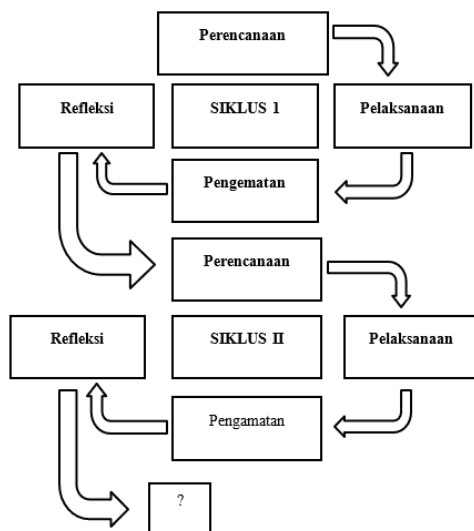 Perencanaan
Refleksi
SIKLUS 1
Pelaksanaan
Pengematan
Perencanaan
Refleksi
SIKLUS II
Pelaksanaan
Pengamatan
?